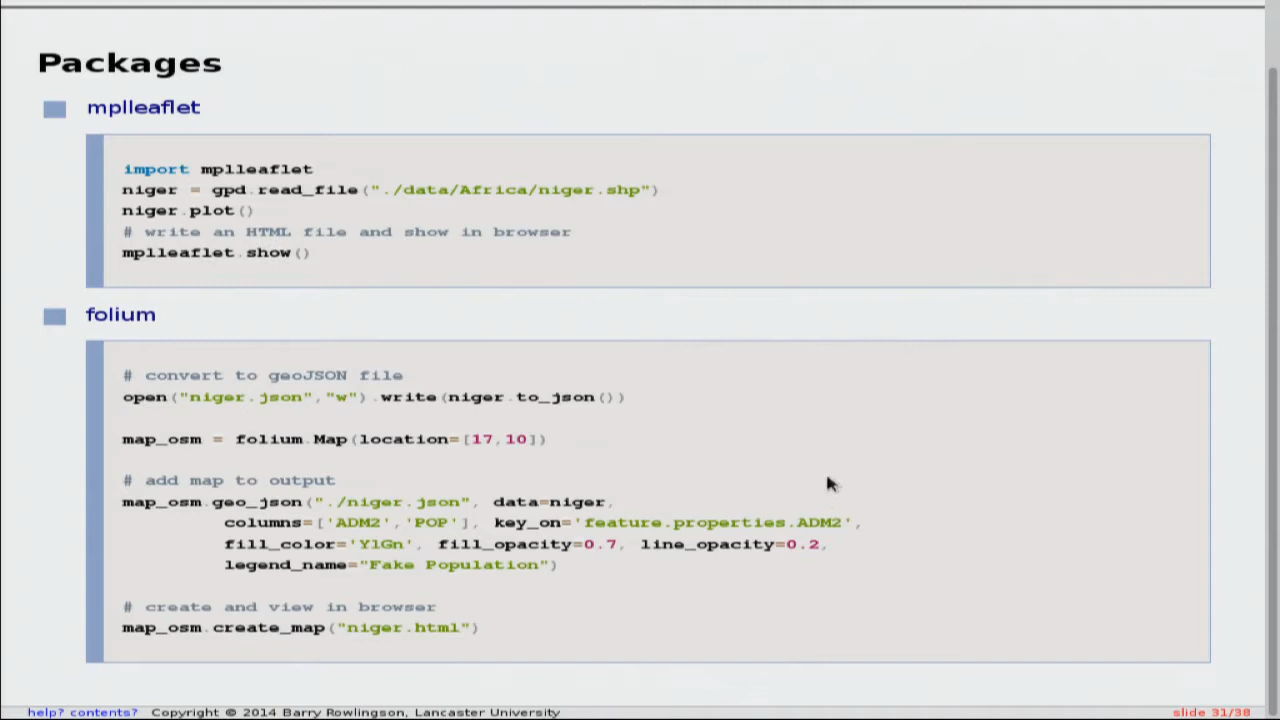 Packages
mplleaflet
import mplleaflet
niger = gpd.read_file("./data/Africa/niger.shp")
niger.plot()
# write an HTML file and show in browser
mplleaflet.show()
folium
# convert to geoJSON file
open("niger.json","w").write(niger.to_json())
map_osm = folium.Map(location=[17,10])
# add map to output
map_osm.geo_json("./niger.json", data=niger,
columns=['ADM2','POP'], key_on='feature.properties.ADM2',
fill_color='YlGn', fill_opacity=0.7, line_opacity=0.2,
legend_name="Fake Population")
# create and view in browser
map_osm.create_map("niger.html")
help? contents? Copyright © 2014 Barry Rowlingson, Lancaster University slide 31/38